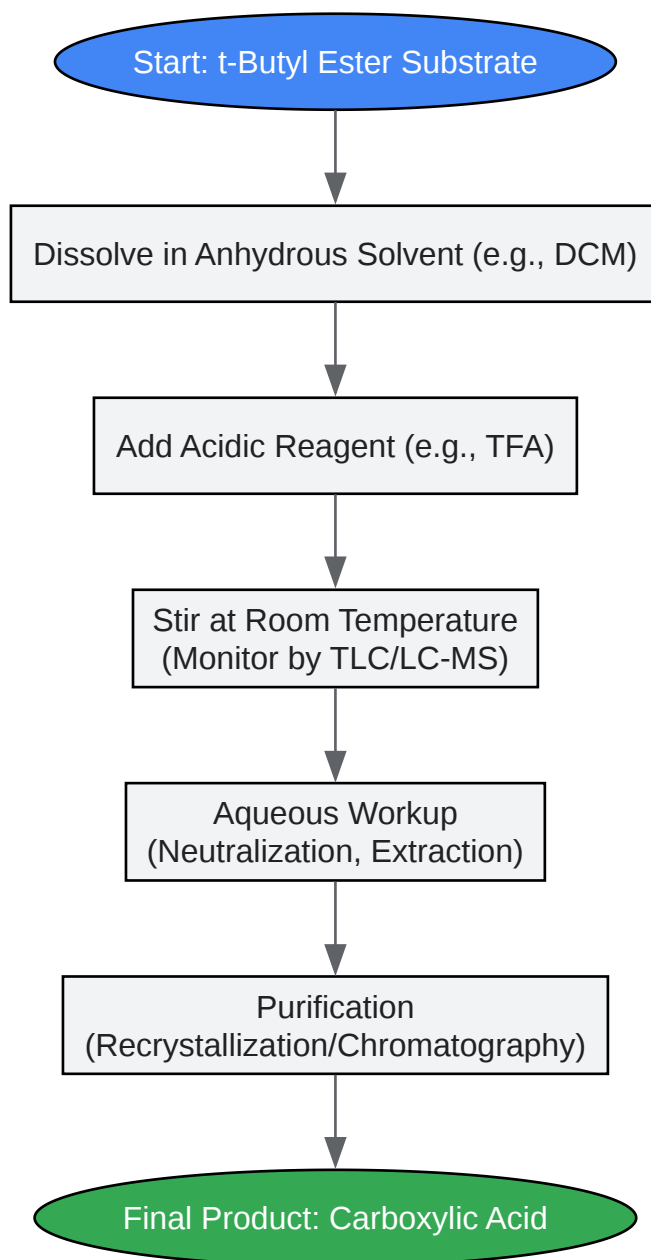 Start: t-Butyl Ester Substrate
Dissolve in Anhydrous Solvent (e.g., DCM)
Add Acidic Reagent (e.g., TFA)
Stir at Room Temperature
(Monitor by TLC/LC-MS)
Aqueous Workup
(Neutralization, Extraction)
Purification
(Recrystallization/Chromatography)
Final Product: Carboxylic Acid